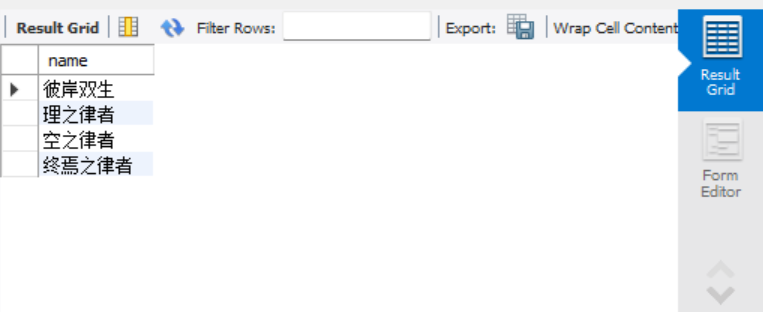 Result Grid Filter Rows: Export: Wrap Cell Content
name
彼岸双生
理之律者
空之律者
终焉之律者
Result
Grid
Form
Editor